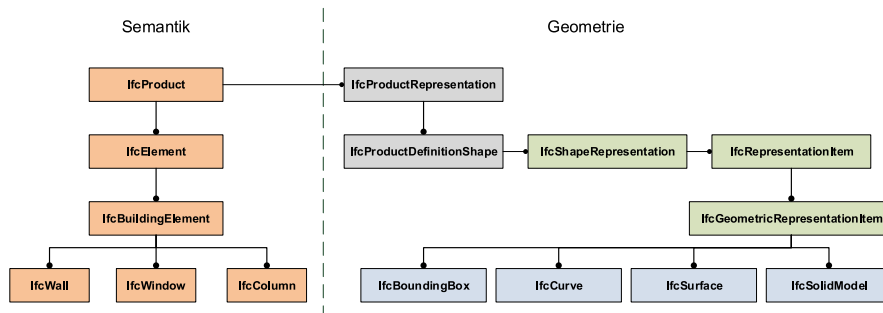 Semantik
Geometrie
IfcProduct
IfcProductRepresentation
IfcElement
IfcProductDefinitionShape
IfcShapeRepresentation
IfcRepresentationItem
IfcBuildingElement
IfcGeometricRepresentationItem
IfcWall
IfcWindow
IfcColumn
IfcBoundingBox
IfcCurve
IfcSurface
IfcSolidModel